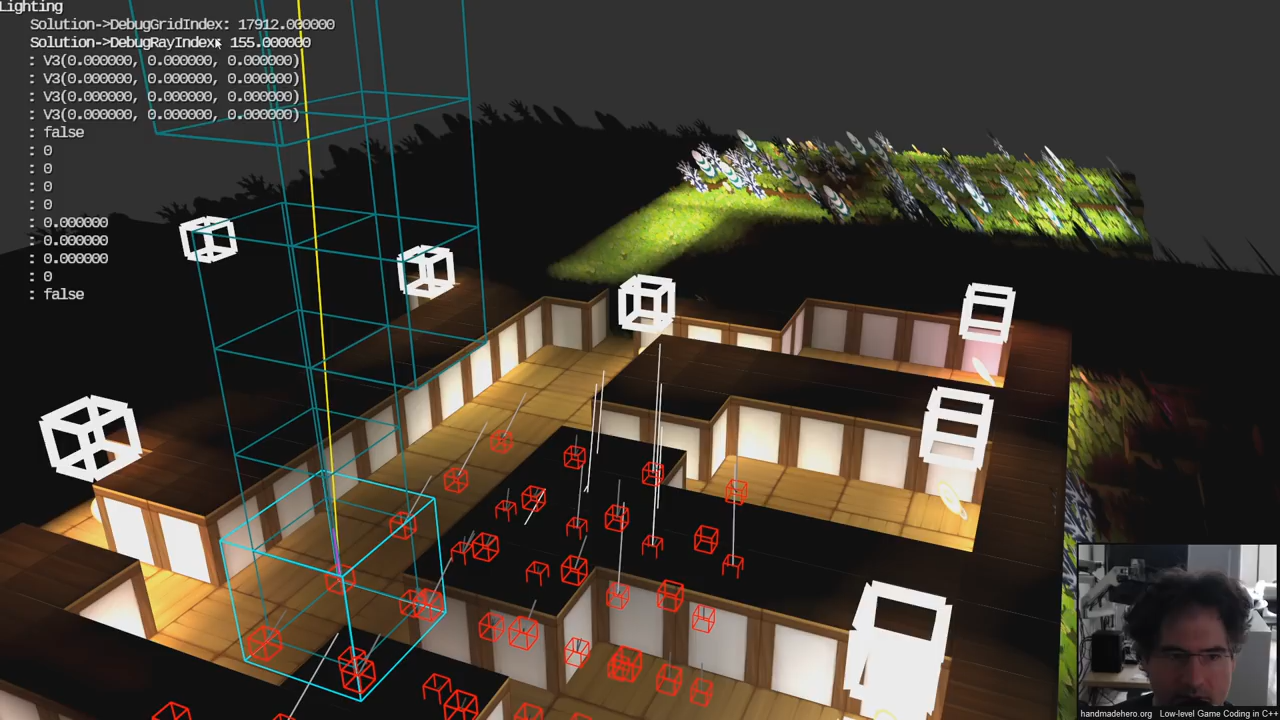 Lighting
Solution->DebugGridIndex: 17912.000000
Solution->DebugRayIndex: 155.000000
: V3(0.000000, 0.000000, 0.000000)
: V3(0.000000, 0.000000, 0.000000)
: V3(0.000000, 0.000000, 0.000000)
: V3(0.000000, 0.000000, 0.000000)
: false
: 0
: 0
: 0
: 0
: 0.000000
: 0.000000
: 0.000000
: 0
: false
handmadehero.org Low-level Game Coding in C++